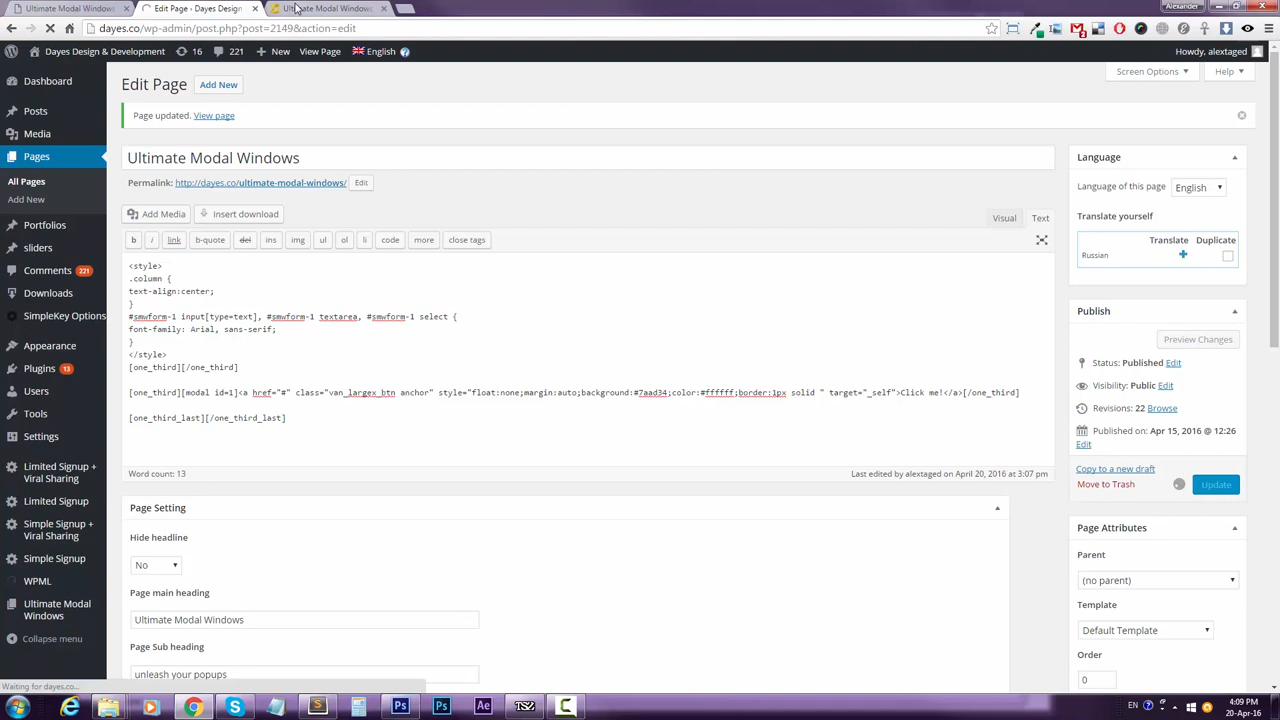 Ultimate Modal Windows
Edit Page ‹ Dayes Design
Ultimate Modal Windows
Alexander
dayes.co/wp-admin/post.php?post=2149&action=edit
Dayes Design & Development 16 221 New View Page English
Howdy, alextaged
Dashboard
Posts
Media
Pages
All Pages
Add New
Portfolios
sliders
Comments 221
Downloads
SimpleKey Options
Appearance
Plugins 13
Users
Tools
Settings
Limited Signup +
Viral Sharing
Limited Signup
Simple Signup +
Viral Sharing
Simple Signup
WPML
Ultimate Modal
Windows
Collapse menu
Screen Options Help
Edit Page Add New
Page updated. View page
Ultimate Modal Windows
Permalink: http://dayes.co/ultimate-modal-windows/ Edit
Add Media Insert download
Visual Text
b i link b-quote del ins img ul ol li code more close tags
<style>
.column {
text-align:center;
}
#smwform-1 input[type=text], #smwform-1 textarea, #smwform-1 select {
font-family: Arial, sans-serif;
}
</style>
[one_third][/one_third]
[one_third][modal id=1]<a href="#" class="van_largex_btn anchor" style="float:none;margin:auto;background:#7aad34;color:#ffffff;border:1px solid " target="_self">Click me!</a>[/one_third]
[one_third_last][/one_third_last]
Word count: 13
Last edited by alextaged on April 20, 2016 at 3:07 pm
Page Setting
Hide headline
No
Page main heading
Ultimate Modal Windows
Page Sub heading
unleash your popups
Language
Language of this page English
Translate yourself
Translate Duplicate
Russian
Publish
Preview Changes
Status: Published Edit
Visibility: Public Edit
Revisions: 22 Browse
Published on: Apr 15, 2016 @ 12:26
Edit
Copy to a new draft
Move to Trash Update
Page Attributes
Parent
(no parent)
Template
Default Template
Order
0
Waiting for dayes.co...
Ps Ps Ae TS2
EN
4:09 PM
20-Apr-16